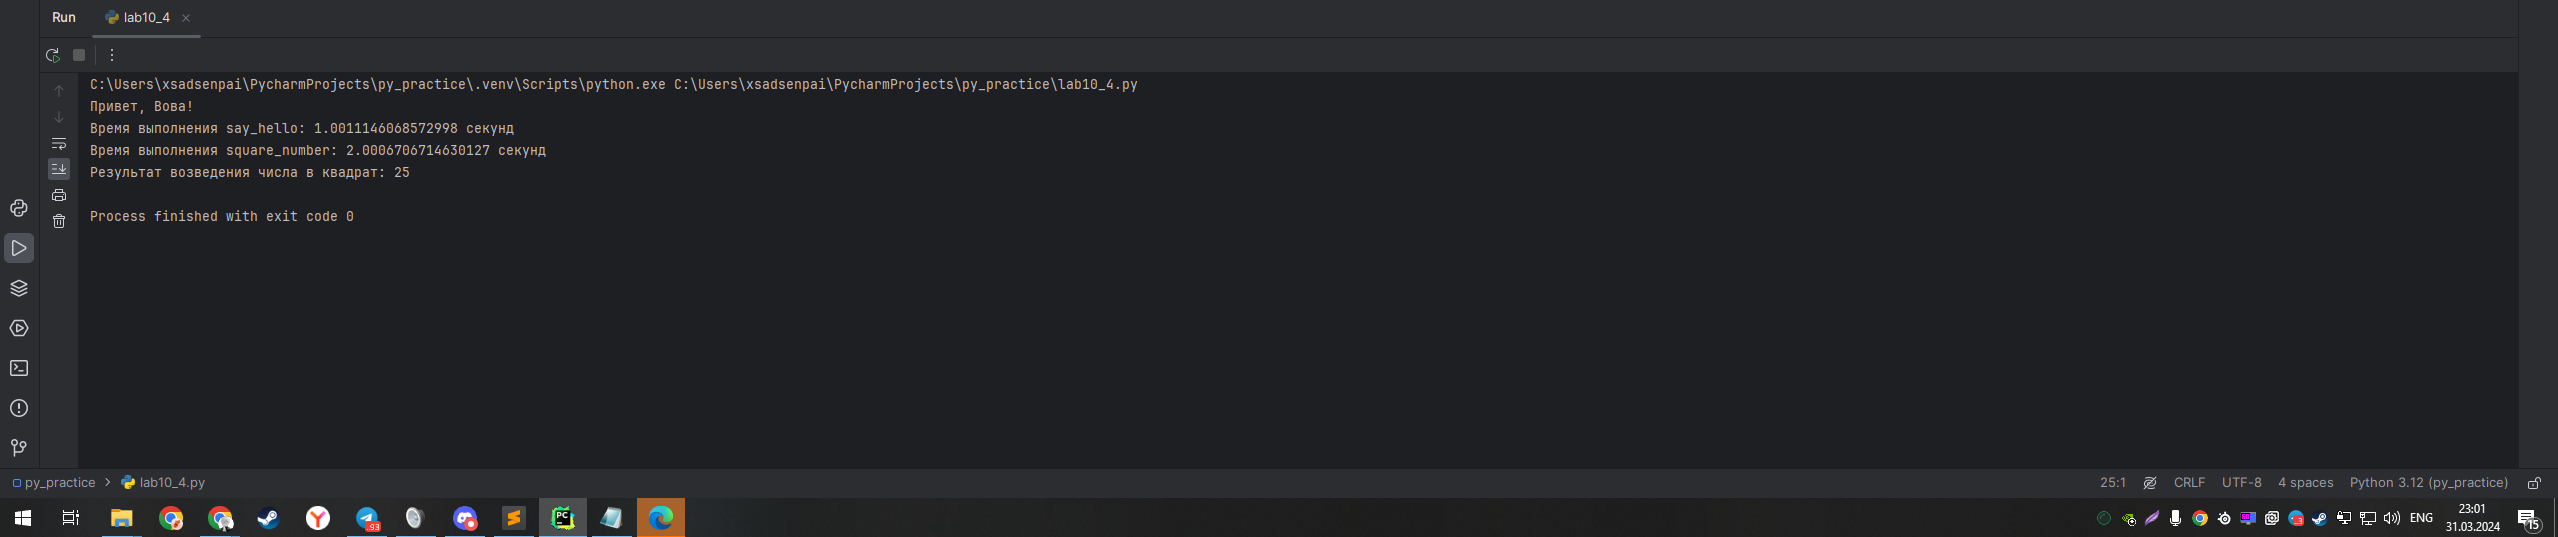 Run lab10_4
C:\Users\xsadsenpai\PycharmProjects\py_practice\.venv\Scripts\python.exe C:\Users\xsadsenpai\PycharmProjects\py_practice\lab10_4.py
Привет, Вова!
Время выполнения say_hello: 1.0011146068572998 секунд
Время выполнения square_number: 2.0006706714630127 секунд
Результат возведения числа в квадрат: 25
Process finished with exit code 0
py_practice > lab10_4.py 25:1 CRLF UTF-8 4 spaces Python 3.12 (py_practice)
93 PC ENG 23:01 15
31.03.2024